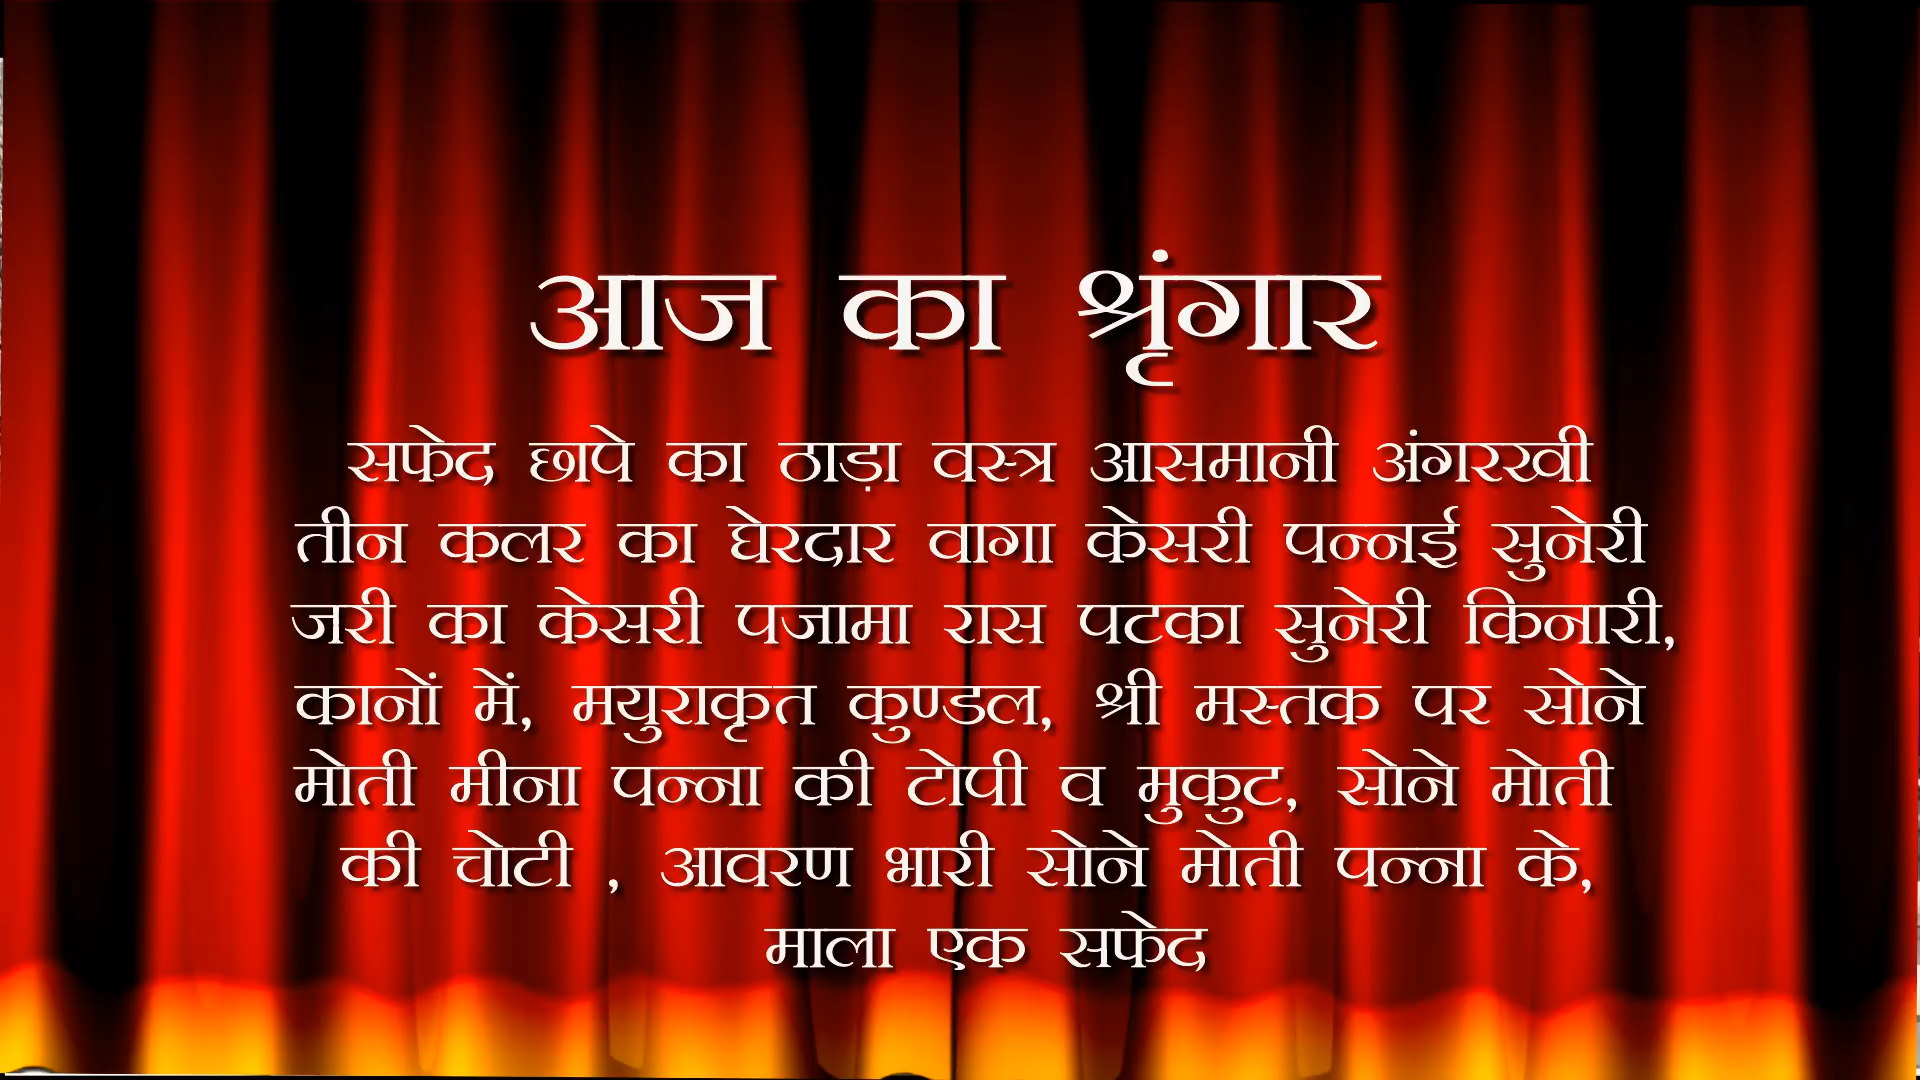 आज का श्रृंगार
सफेद छापे का ठाड़ा वस्त्र आसमानी अंगरखी
तीन कलर का घेरदार वागा केसरी पन्नई सुनेरी
जरी का केसरी पजामा रास पटका सुनेरी किनारी,
कानों में, मयुराकृत कुण्डल, श्री मस्तक पर सोने
मोती मीना पन्ना की टोपी व मुकुट, सोने मोती
की चोटी , आवरण भारी सोने मोती पन्ना के,
माला एक सफेद